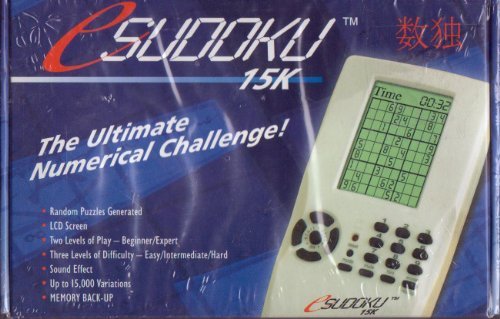 eSUDOKU™
15K
数独
The Ultimate
Numerical Challenge!
• Random Puzzles Generated
• LCD Screen
• Two Levels of Play – Beginner/Expert
• Three Levels of Difficulty – Easy/Intermediate/Hard
• Sound Effect
• Up to 15,000 Variations
• MEMORY BACK-UP
Time 00:32
eSUDOKU™
15K